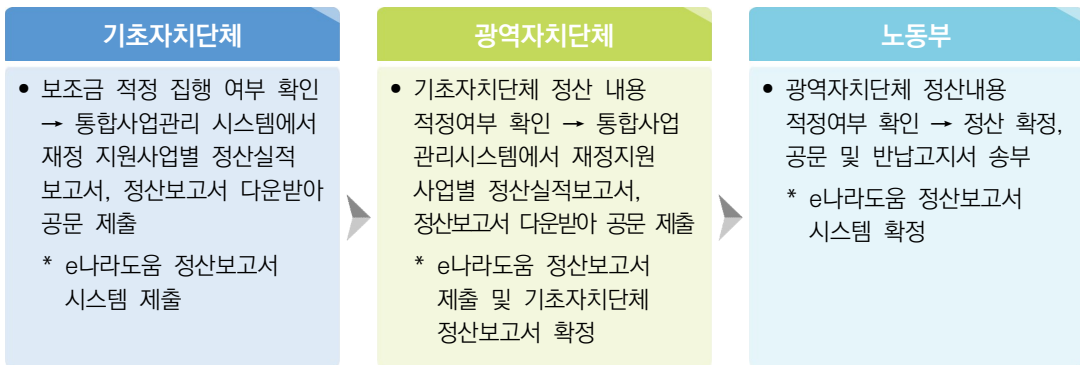 기초자치단체
• 보조금 적정 집행 여부 확인
→ 통합사업관리 시스템에서
재정 지원사업별 정산실적
보고서, 정산보고서 다운받아
공문 제출
* e나라도움 정산보고서
시스템 제출
광역자치단체
• 기초자치단체 정산 내용
적정여부 확인 → 통합사업
관리시스템에서 재정지원
사업별 정산실적보고서,
정산보고서 다운받아 공문 제출
* e나라도움 정산보고서
제출 및 기초자치단체
정산보고서 확정
노동부
• 광역자치단체 정산내용
적정여부 확인 → 정산 확정,
공문 및 반납고지서 송부
* e나라도움 정산보고서
시스템 확정